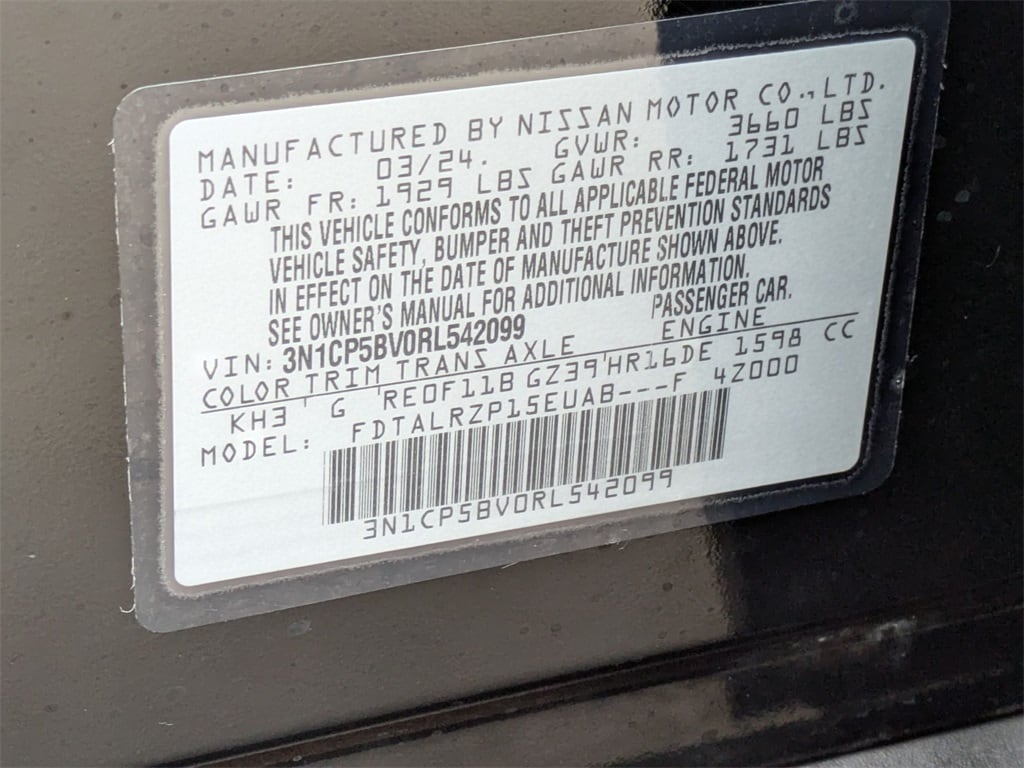 MANUFACTURED BY NISSAN MOTOR CO.,LTD.
DATE: 03/24. GVWR: 3660 LBS
GAWR FR: 1929 LBS GAWR RR: 1731 LBS
THIS VEHICLE CONFORMS TO ALL APPLICABLE FEDERAL MOTOR
VEHICLE SAFETY, BUMPER AND THEFT PREVENTION STANDARDS
IN EFFECT ON THE DATE OF MANUFACTURE SHOWN ABOVE.
SEE OWNER'S MANUAL FOR ADDITIONAL INFORMATION.
VIN: 3N1CP5BV0RL542099 PASSENGER CAR.
COLOR TRIM TRANS AXLE ENGINE
KH3 ' G 'RE0F11B GZ39'HR16DE 1598 CC
MODEL: FDTALRZP15EUAB---F 4Z000
3N1CP5BV0RL542099